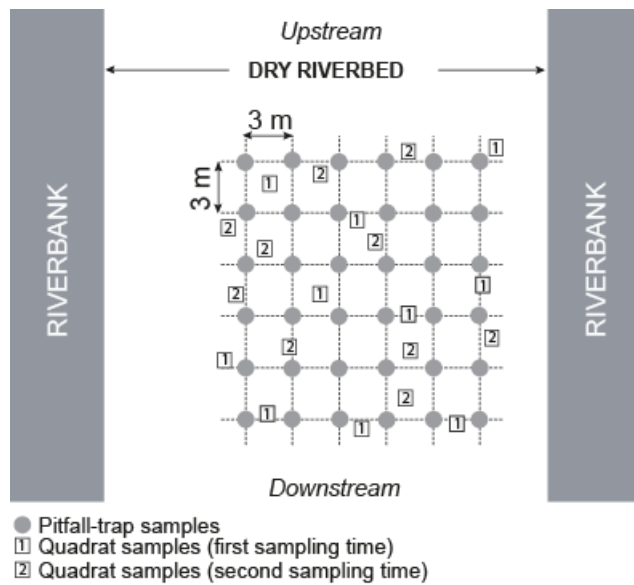 Upstream
DRY RIVERBED
3 m
2 1
3 m
1 2
RIVERBANK
RIVERBANK
2 1
2 2
2 1 1
1
2 2 2
1
2
1 1 1
Downstream
Pitfall-trap samples
1 Quadrat samples (first sampling time)
2 Quadrat samples (second sampling time)